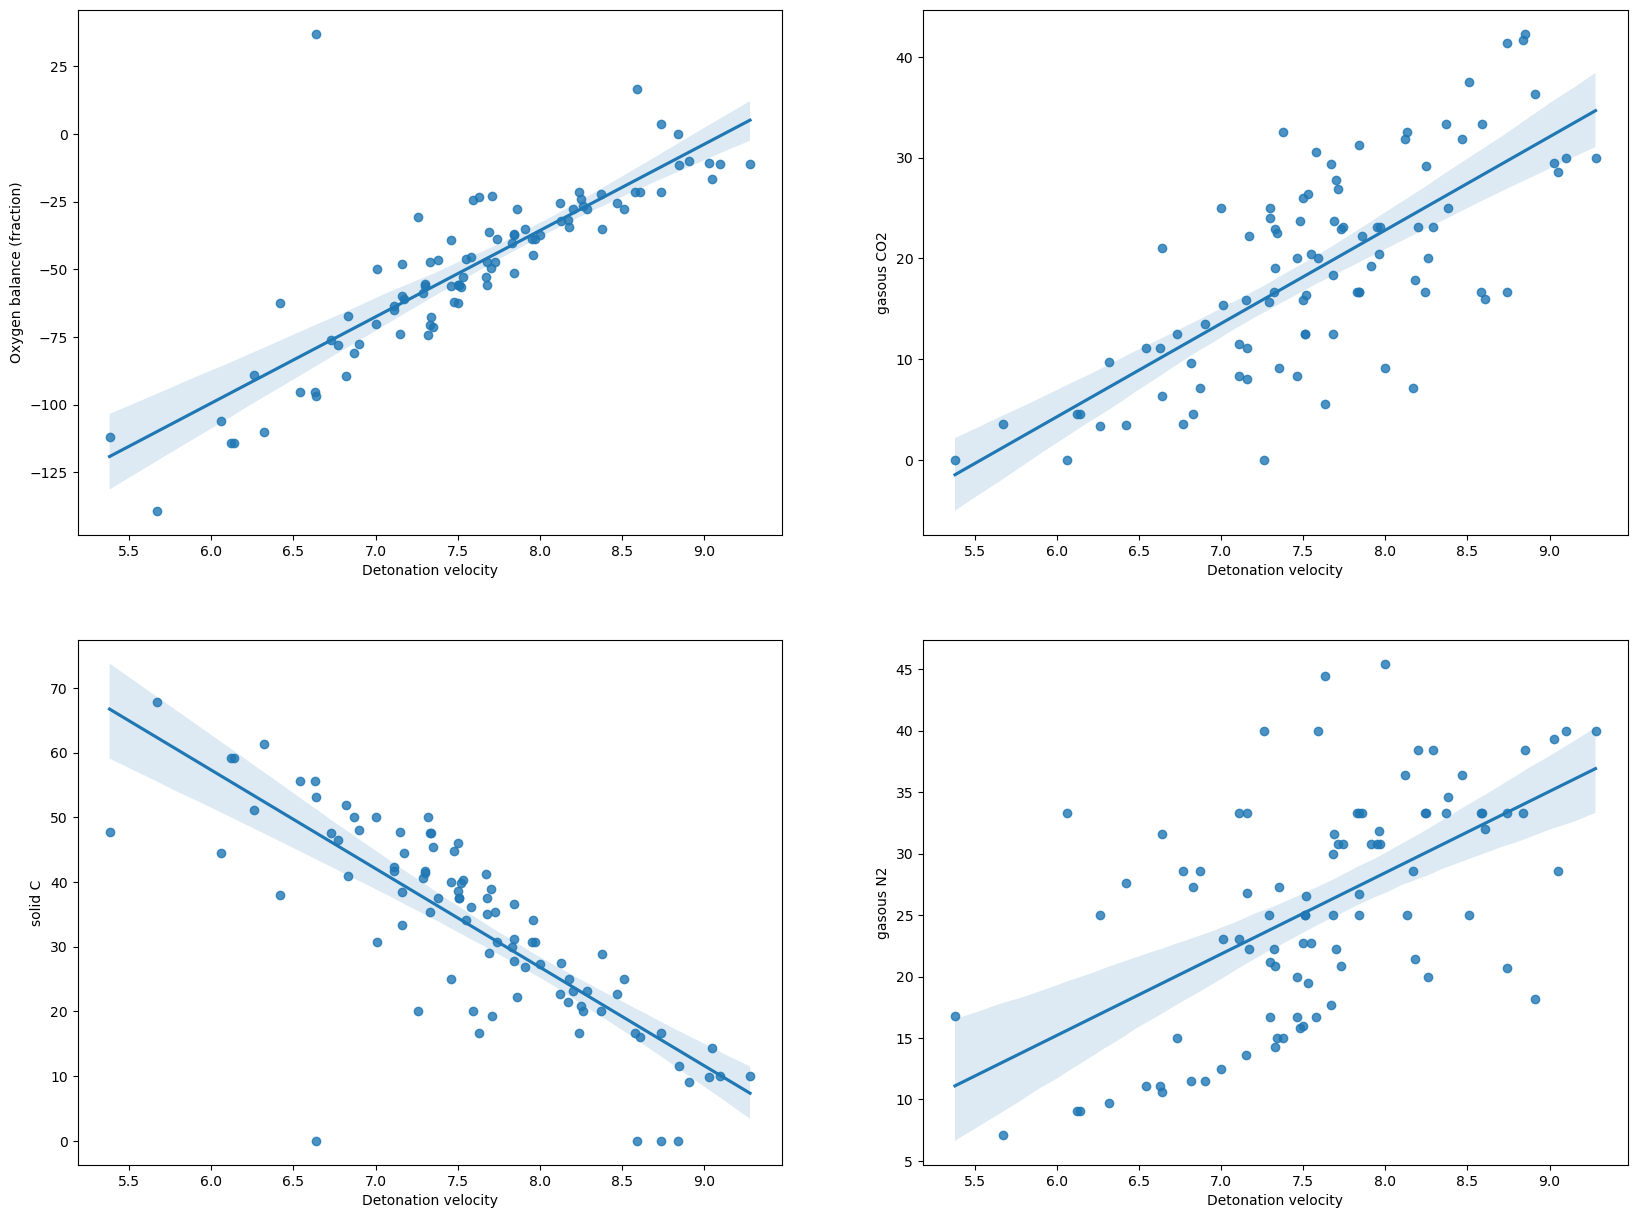 Oxygen balance (fraction)
25
0
−25
−50
−75
−100
−125
5.5 6.0 6.5 7.0 7.5 8.0 8.5 9.0
Detonation velocity
gasous CO2
40
30
20
10
0
5.5 6.0 6.5 7.0 7.5 8.0 8.5 9.0
Detonation velocity
solid C
70
60
50
40
30
20
10
0
5.5 6.0 6.5 7.0 7.5 8.0 8.5 9.0
Detonation velocity
gasous N2
45
40
35
30
25
20
15
10
5
5.5 6.0 6.5 7.0 7.5 8.0 8.5 9.0
Detonation velocity